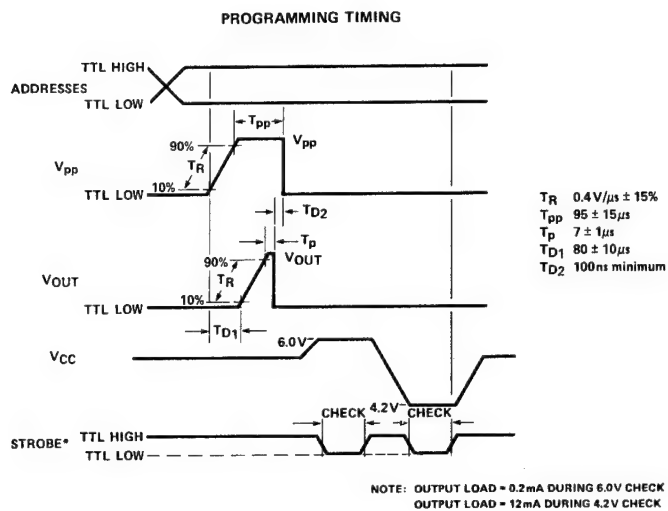 PROGRAMMING TIMING
TTL HIGH
ADDRESSES
TTL LOW
Tpp
90%
Vpp
Vpp
TR
10%
TTL LOW
TD2
Tp
90%
VOUT
VOUT
TR
10%
TTL LOW
TD1
6.0V
VCC
4.2V
CHECK
CHECK
STROBE*
TTL HIGH
TTL LOW
TR 0.4V/μs ± 15%
Tpp 95 ± 15μs
Tp 7 ± 1μs
TD1 80 ± 10μs
TD2 100ns minimum
NOTE: OUTPUT LOAD = 0.2mA DURING 6.0V CHECK
OUTPUT LOAD = 12mA DURING 4.2V CHECK